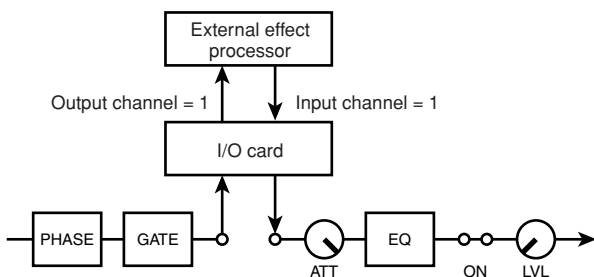 External effect
processor
Output channel = 1
Input channel = 1
I/O card
PHASE
GATE
EQ
ATT
ON
LVL